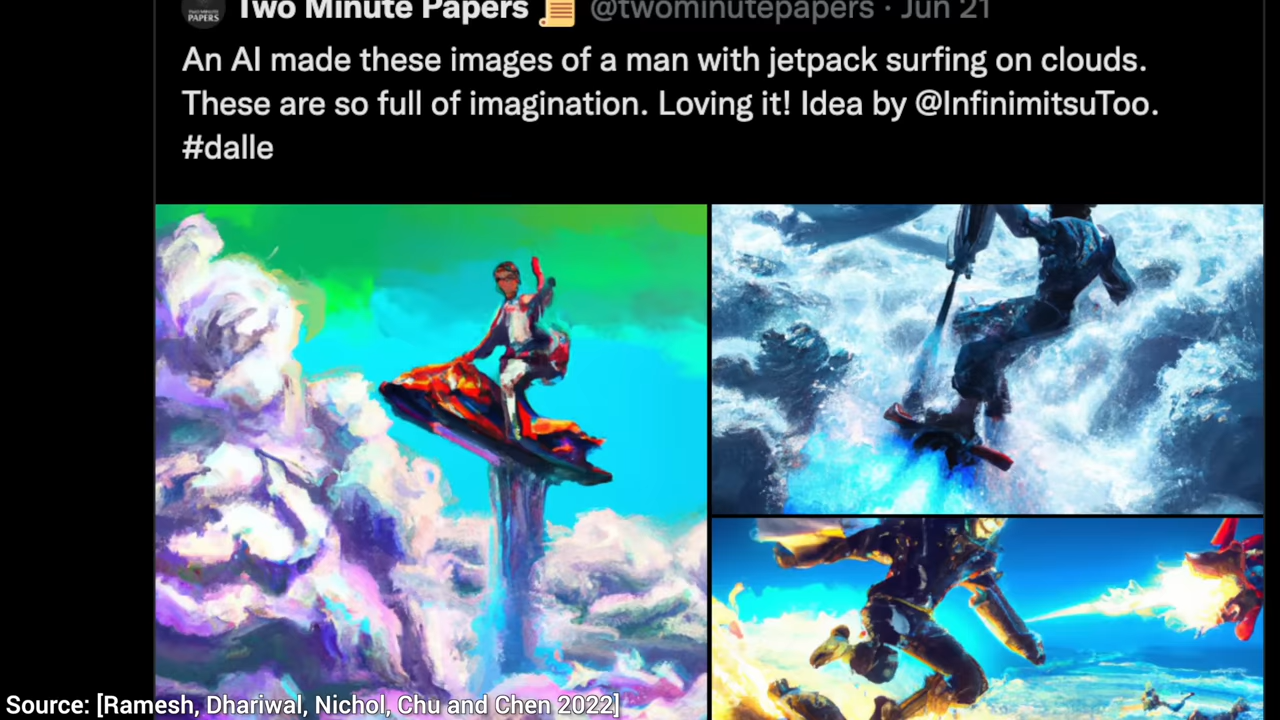 Two Minute Papers 📜 @twominutepapers · Jun 21
An AI made these images of a man with jetpack surfing on clouds.
These are so full of imagination. Loving it! Idea by @InfinimitsuToo.
#dalle
Source: [Ramesh, Dhariwal, Nichol, Chu and Chen 2022]